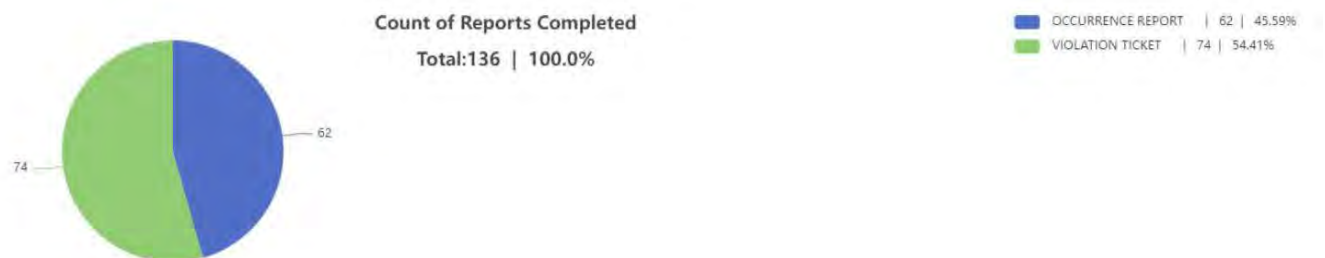 Count of Reports Completed
Total:136 | 100.0%
OCCURRENCE REPORT | 62 | 45.59%
VIOLATION TICKET | 74 | 54.41%
62
74